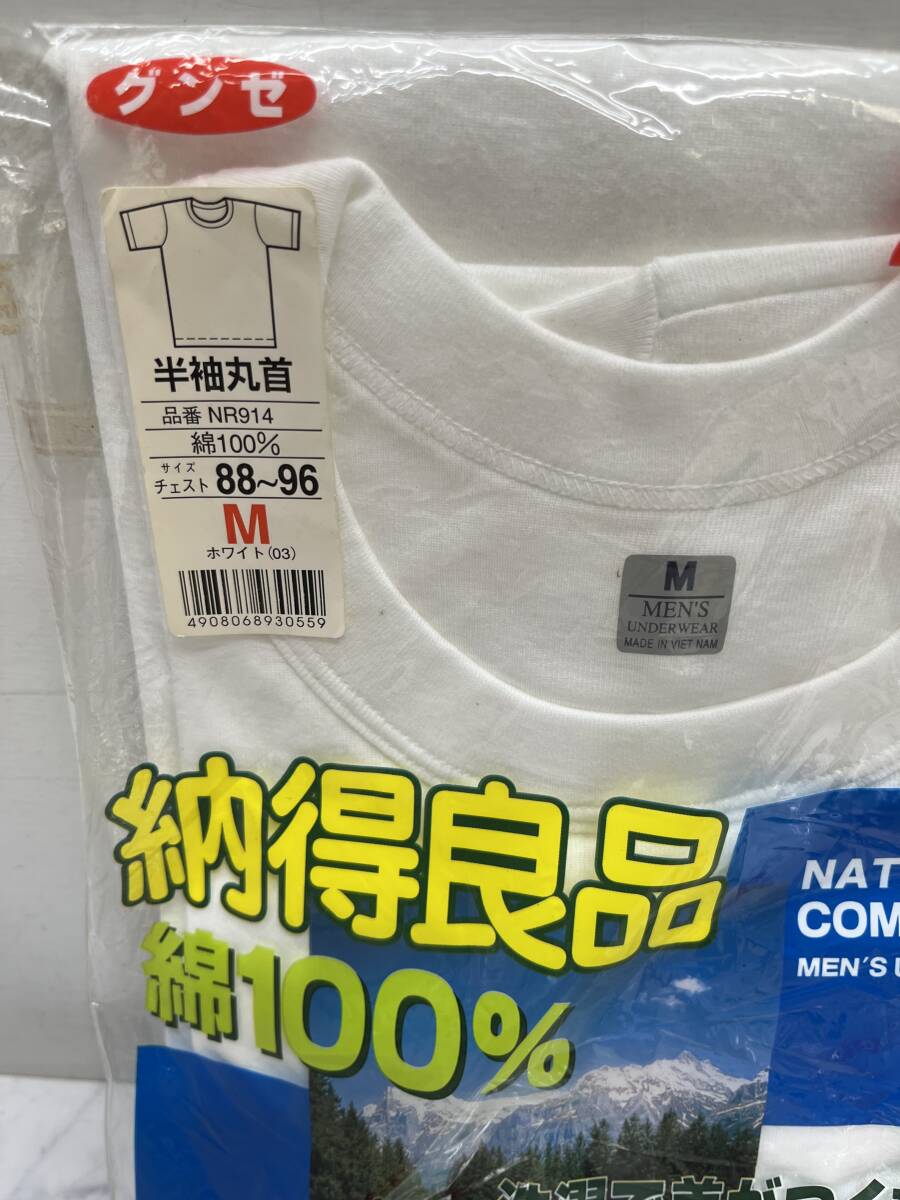 グンゼ
半袖丸首
品番 NR914
綿100%
サイズ
チェスト 88~96
M
ホワイト(03)
4908068930559
M
MEN'S
UNDERWEAR
MADE IN VIET NAM
納得良品
綿100%
NAT
COM
MEN'S U